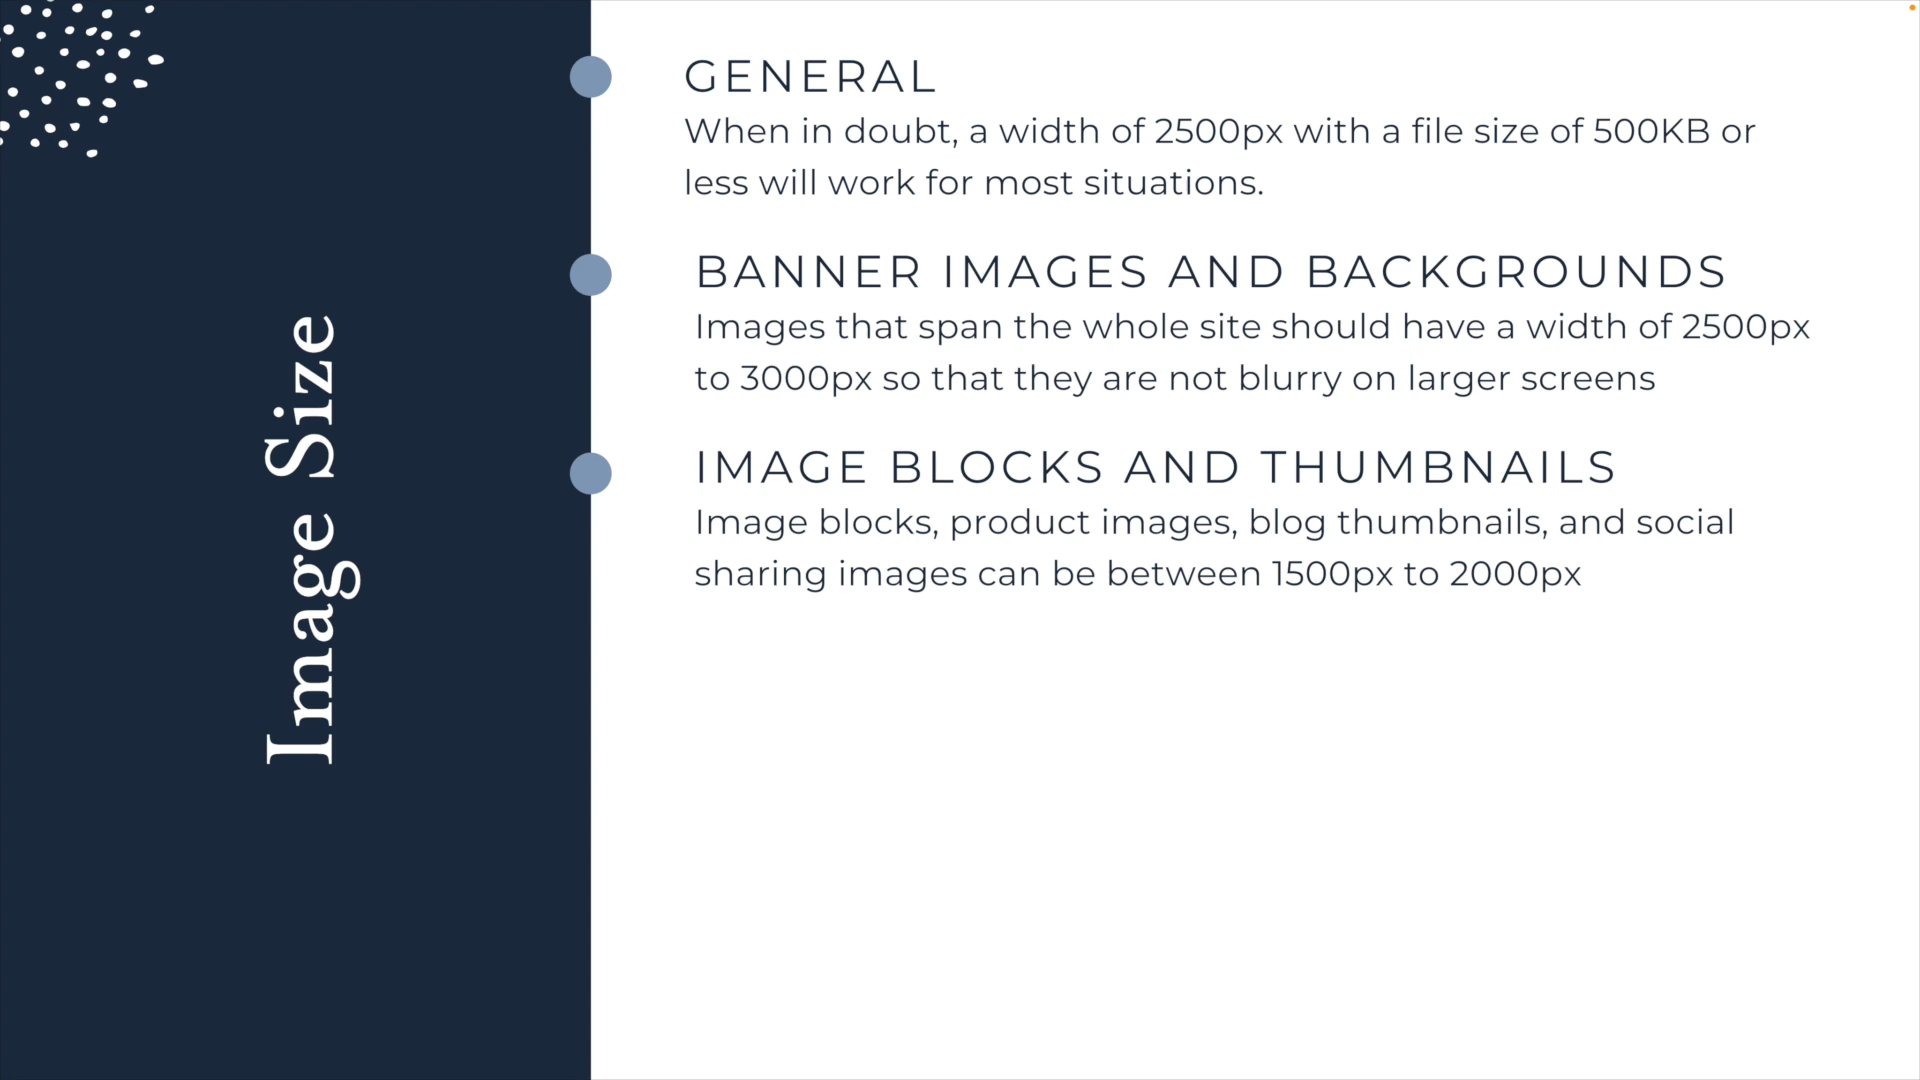 Image Size
GENERAL
When in doubt, a width of 2500px with a file size of 500KB or
less will work for most situations.
BANNER IMAGES AND BACKGROUNDS
Images that span the whole site should have a width of 2500px
to 3000px so that they are not blurry on larger screens
IMAGE BLOCKS AND THUMBNAILS
Image blocks, product images, blog thumbnails, and social
sharing images can be between 1500px to 2000px